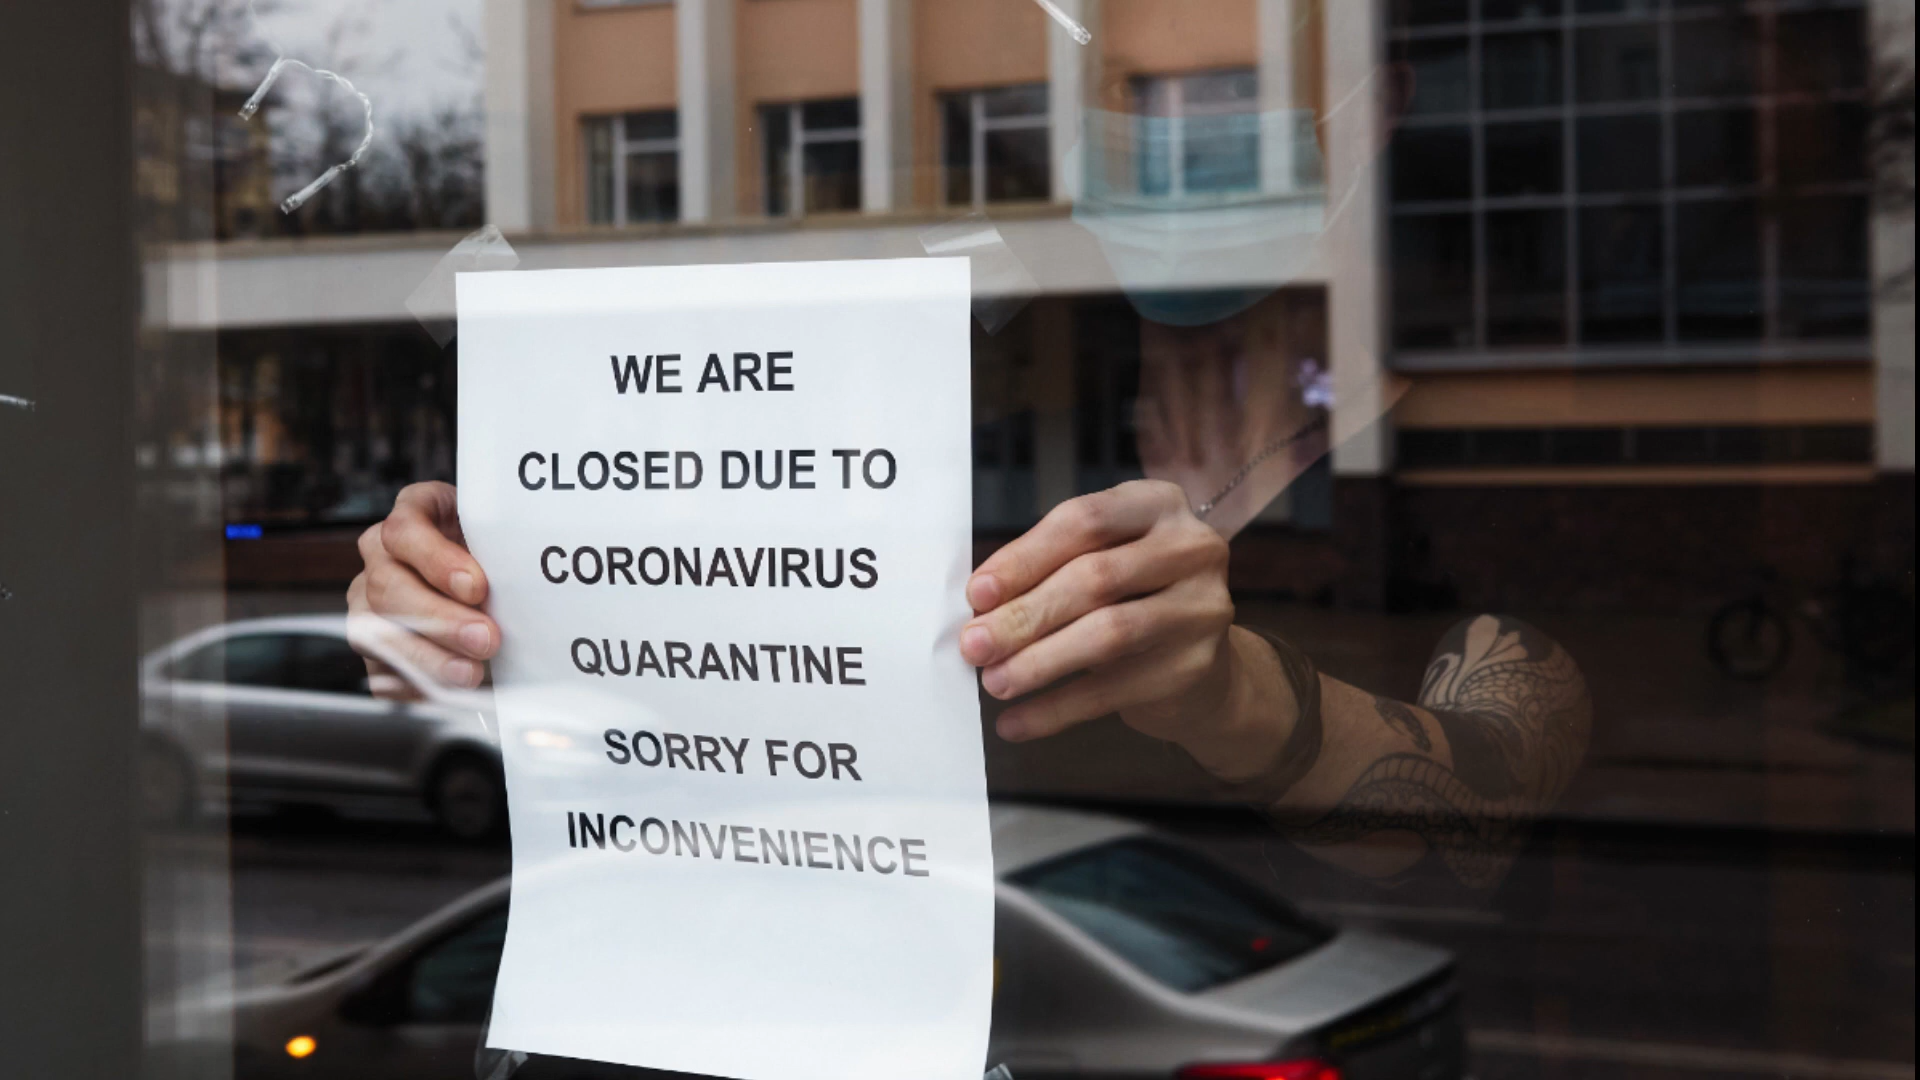 WE ARE
CLOSED DUE TO
CORONAVIRUS
QUARANTINE
SORRY FOR
INCONVENIENCE